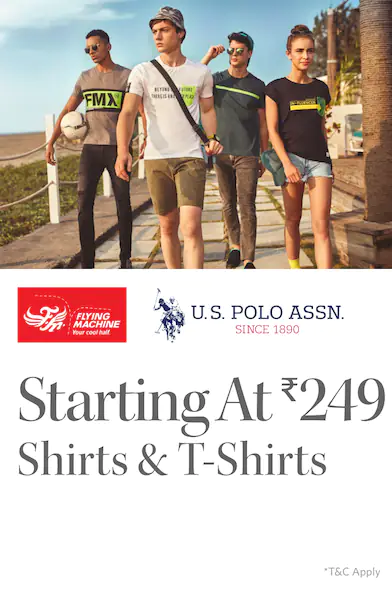 FMX
FLYING
MACHINE
Your cool half.
U.S. POLO ASSN.
SINCE 1890
Starting At ₹249
Shirts & T-Shirts
*T&C Apply